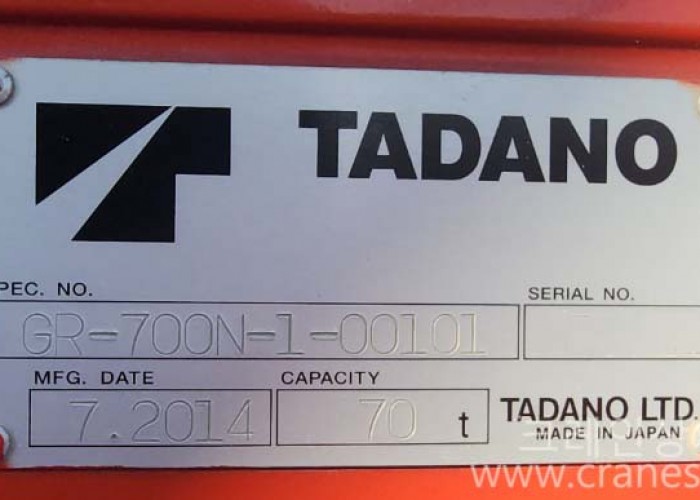 TADANO
PEC. NO.
SERIAL NO.
GR-700N-1-00101
MFG. DATE
CAPACITY
7.2014
70 t
TADANO LTD.
MADE IN JAPAN
www.cranes